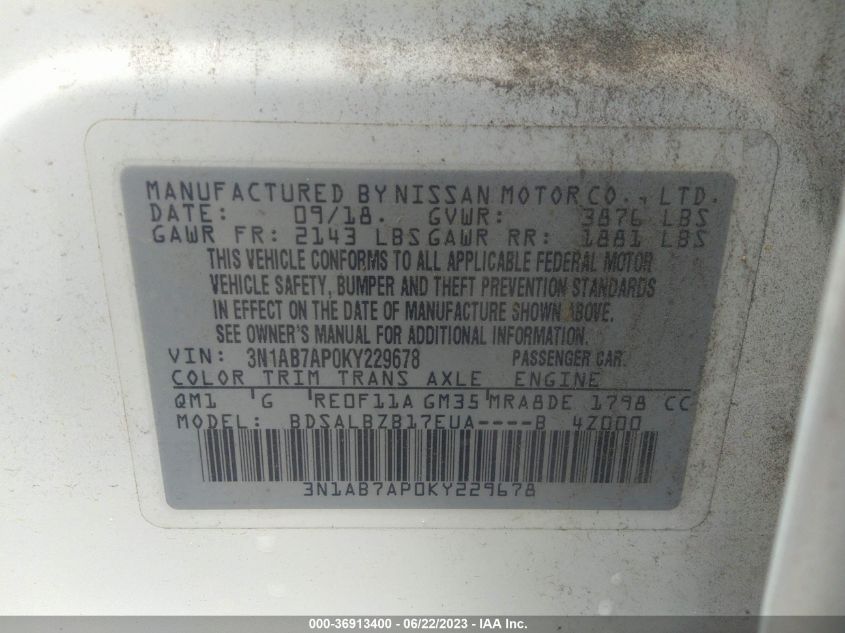 MANUFACTURED BY NISSAN MOTOR CO., LTD.
DATE: 09/18. GVWR: 3876 LBS
GAWR FR: 2143 LBS GAWR RR: 1881 LBS
THIS VEHICLE CONFORMS TO ALL APPLICABLE FEDERAL MOTOR
VEHICLE SAFETY, BUMPER AND THEFT PREVENTION STANDARDS
IN EFFECT ON THE DATE OF MANUFACTURE SHOWN ABOVE.
SEE OWNER'S MANUAL FOR ADDITIONAL INFORMATION.
VIN: 3N1AB7AP0KY229678 PASSENGER CAR.
COLOR TRIM TRANS AXLE ENGINE
QM1 G RE0F11A GM35 MRA8DE 1798 CC
MODEL: BDSALBZB17EUA----B 4Z000
3N1AB7AP0KY229678
000-36913400 - 06/22/2023 - IAA Inc.